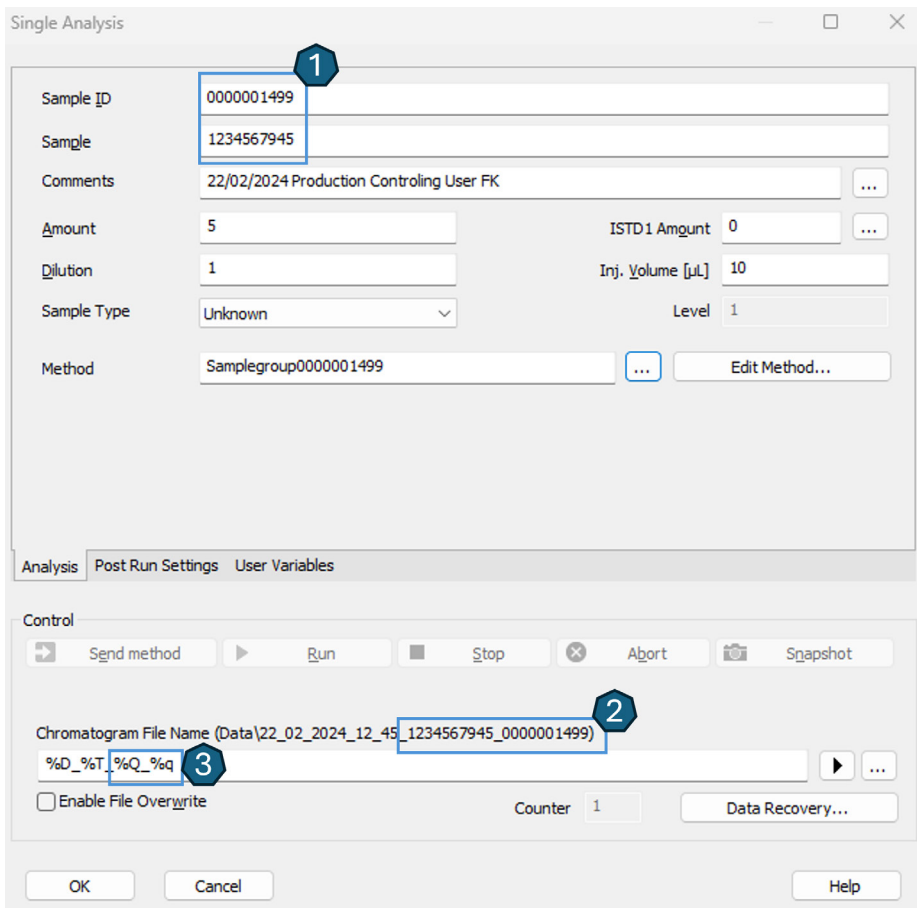 Single Analysis
1
Sample ID 0000001499
Sample 1234567945
Comments 22/02/2024 Production Controling User FK ...
Amount 5 ISTD1 Amount 0 ...
Dilution 1 Inj. Volume [µL] 10
Sample Type Unknown Level 1
Method Samplegroup0000001499 ... Edit Method...
Analysis Post Run Settings User Variables
Control
Send method Run Stop Abort Snapshot
2
Chromatogram File Name (Data\22_02_2024_12_45_1234567945_0000001499)
%D_%T_%Q_%q 3 ...
Enable File Overwrite Counter 1 Data Recovery...
OK Cancel Help